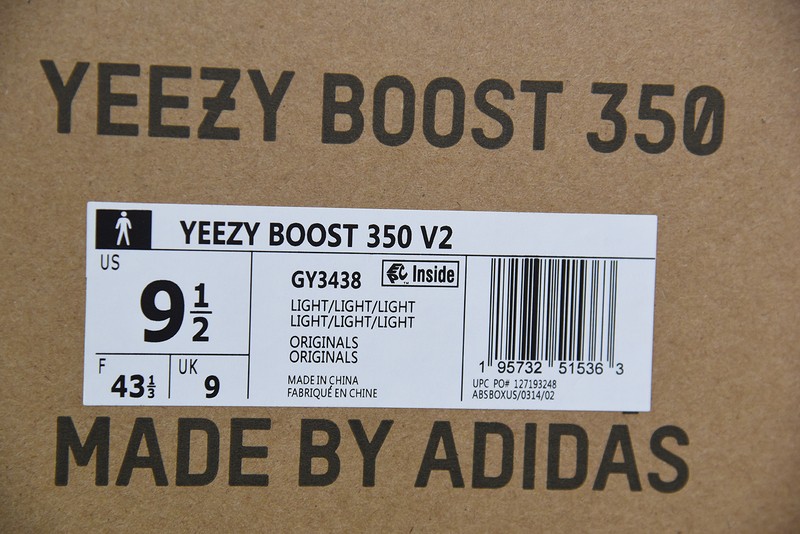 YEEZY BOOST 350
YEEZY BOOST 350 V2
US
9 1/2
F
43 1/3
UK
9
GY3438
Inside
LIGHT/LIGHT/LIGHT
LIGHT/LIGHT/LIGHT
ORIGINALS
ORIGINALS
MADE IN CHINA
FABRIQUÉ EN CHINE
1 95732 51536 3
UPC PO# 127193248
ABSBOXUS/0314/02
MADE BY ADIDAS